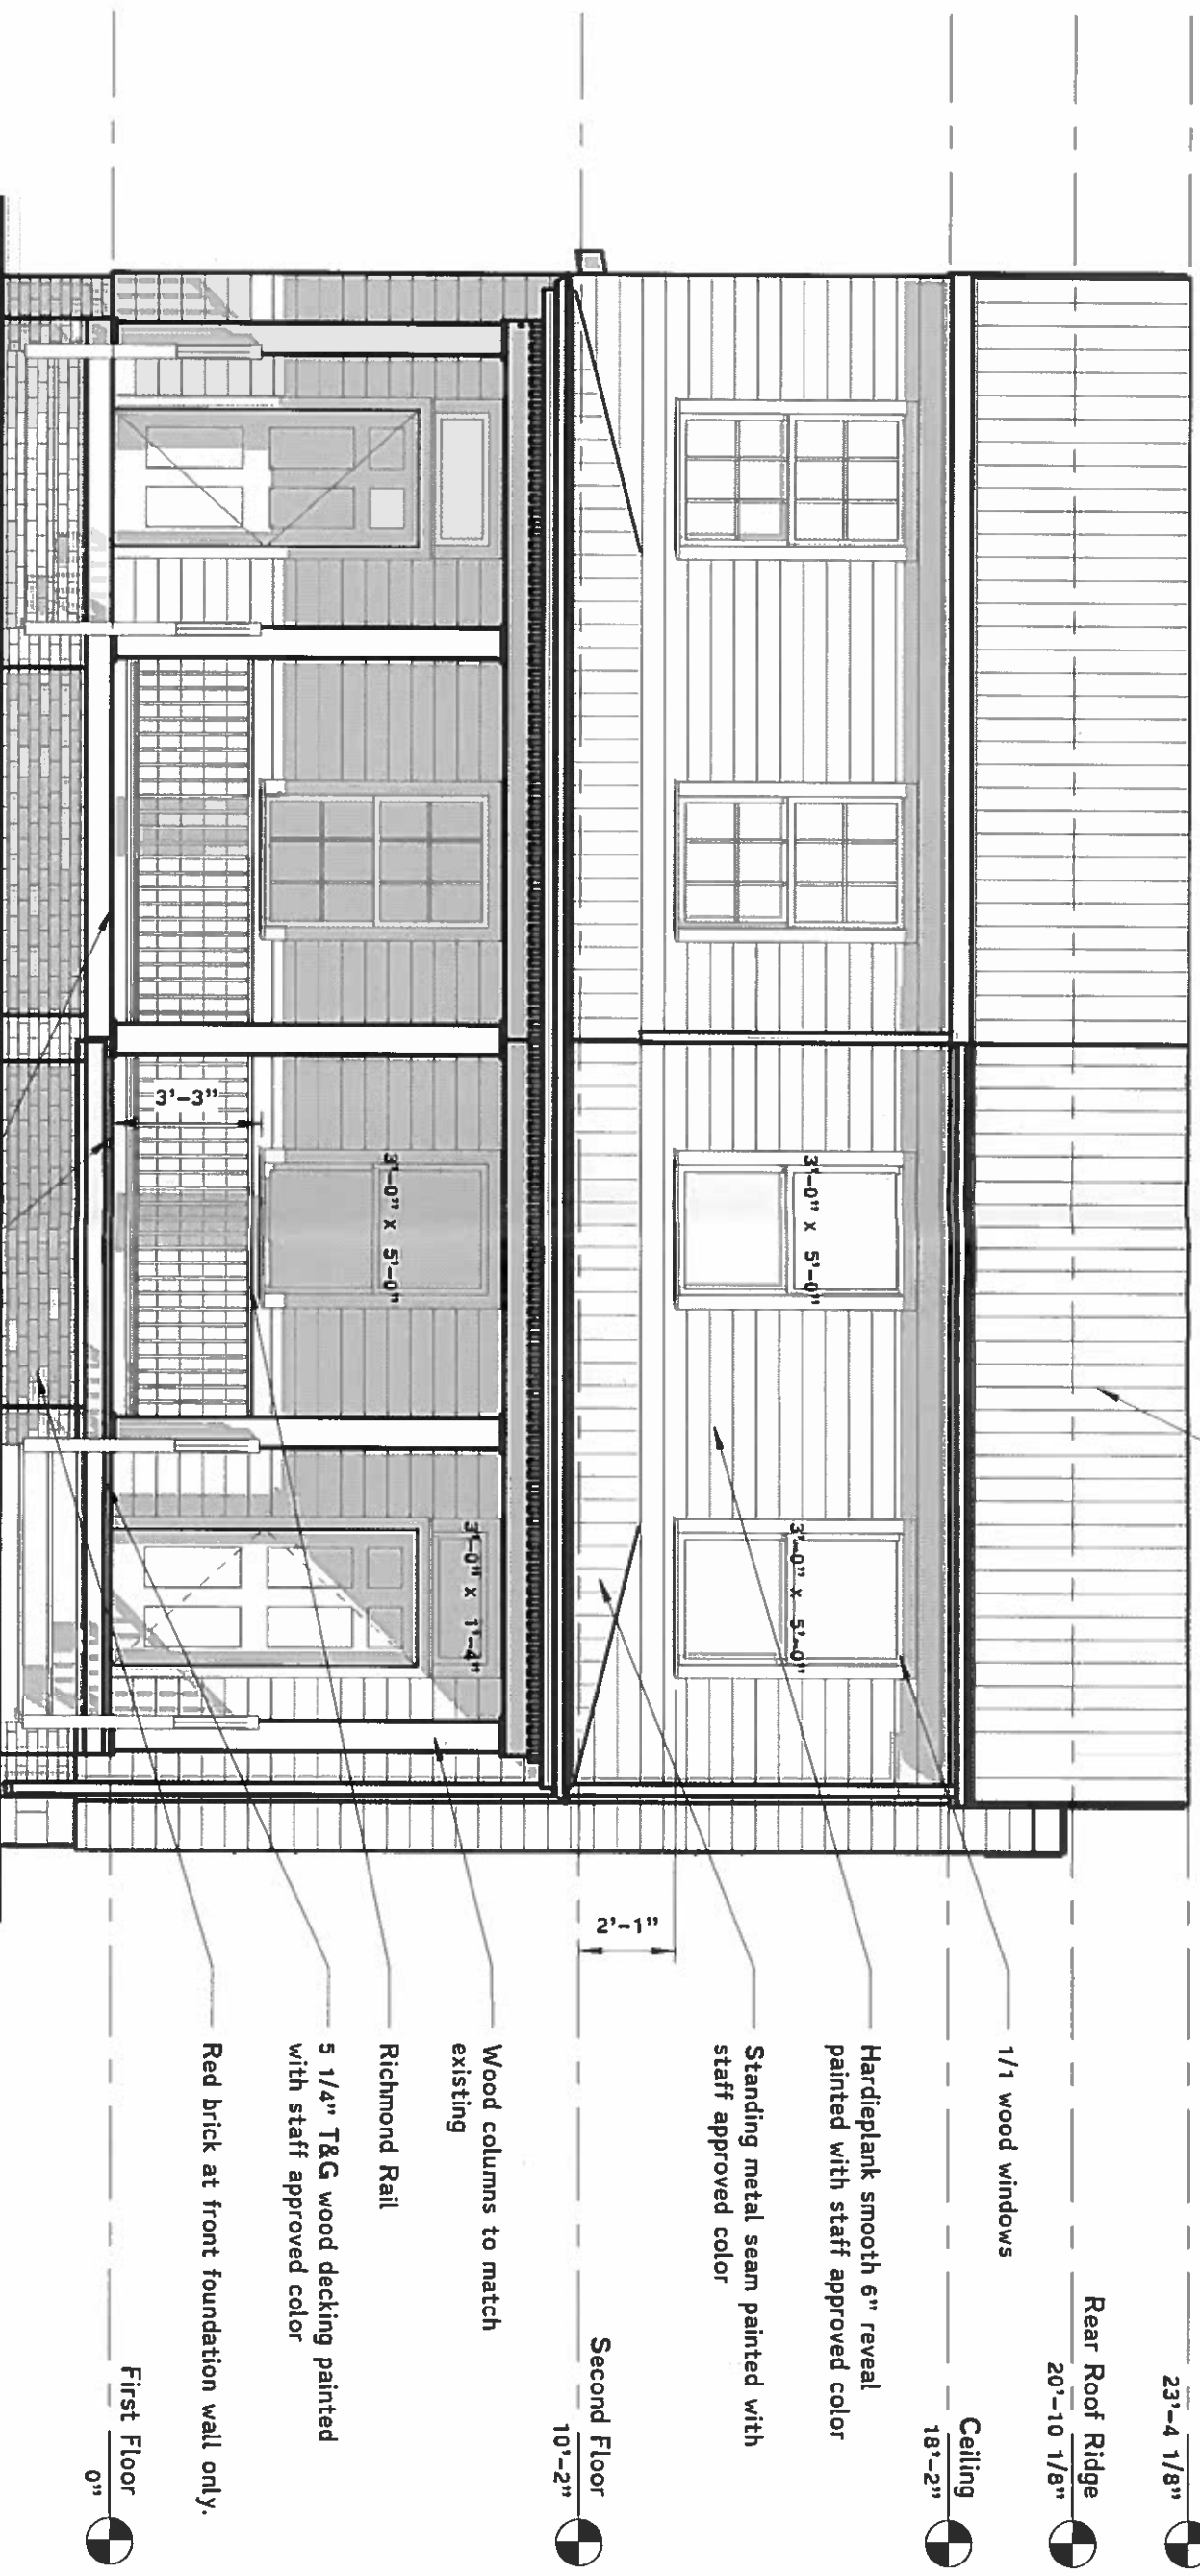 23'-4 1/8"
Rear Roof Ridge
20'-10 1/8"
Ceiling
18'-2"
1/1 wood windows
Hardieplank smooth 6" reveal
painted with staff approved color
Standing metal seam painted with
staff approved color
2'-1"
Second Floor
10'-2"
Wood columns to match
existing
Richmond Rail
5 1/4" T&G wood decking painted
with staff approved color
Red brick at front foundation wall only.
First Floor
0"
3'-0" x 5'-0"
3'-0" x 5'-0"
3'-0" x 5'-0"
3'-0" x 1'-4"
3'-3"